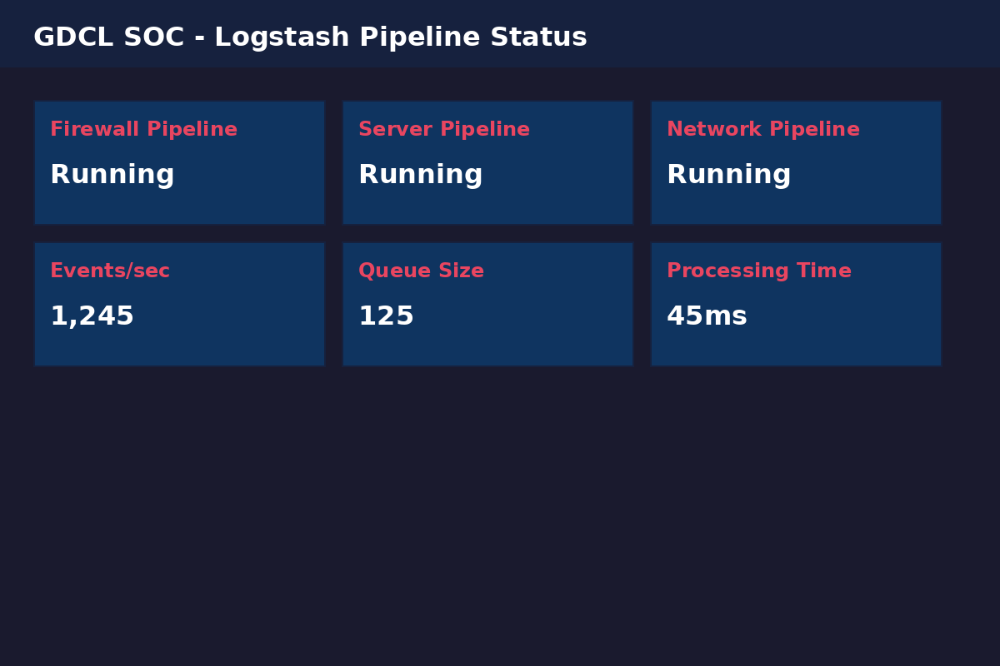 GDCL SOC - Logstash Pipeline Status
Firewall Pipeline
Running
Server Pipeline
Running
Network Pipeline
Running
Events/sec
1,245
Queue Size
125
Processing Time
45ms